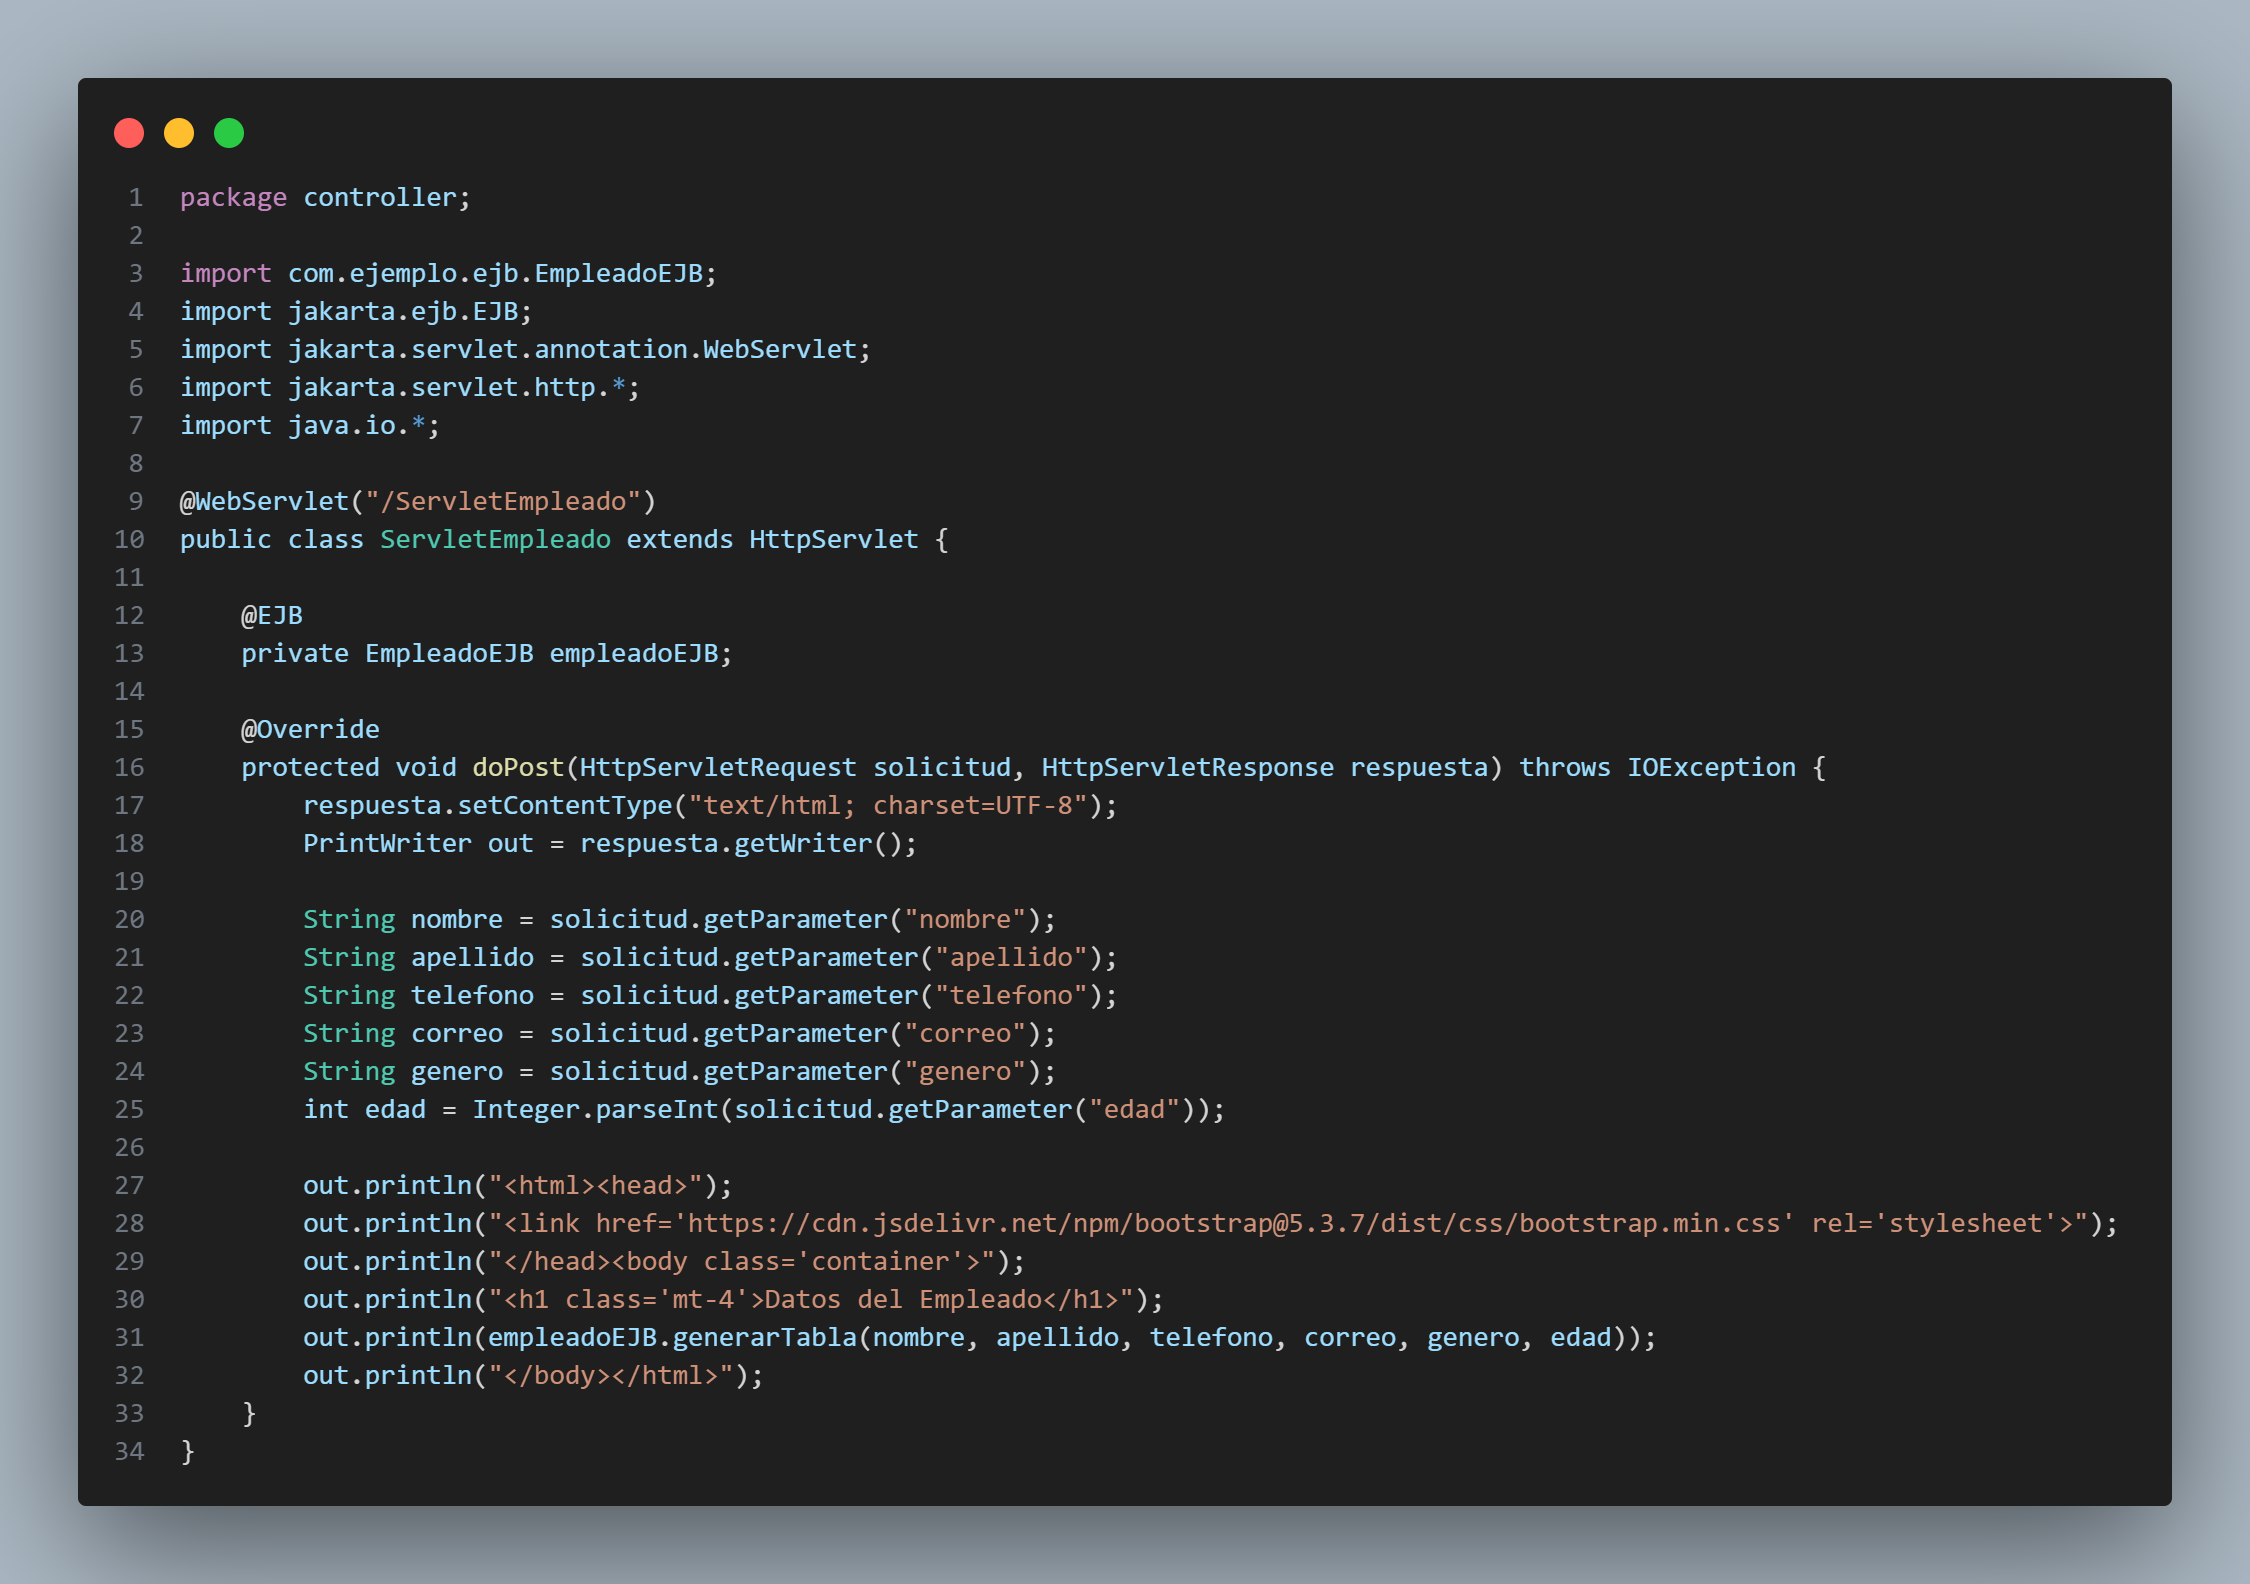 1 package controller;
2
3 import com.ejemplo.ejb.EmpleadoEJB;
4 import jakarta.ejb.EJB;
5 import jakarta.servlet.annotation.WebServlet;
6 import jakarta.servlet.http.*;
7 import java.io.*;
8
9 @WebServlet("/ServletEmpleado")
10 public class ServletEmpleado extends HttpServlet {
11
12     @EJB
13     private EmpleadoEJB empleadoEJB;
14
15     @Override
16     protected void doPost(HttpServletRequest solicitud, HttpServletResponse respuesta) throws IOException {
17         respuesta.setContentType("text/html; charset=UTF-8");
18         PrintWriter out = respuesta.getWriter();
19
20         String nombre = solicitud.getParameter("nombre");
21         String apellido = solicitud.getParameter("apellido");
22         String telefono = solicitud.getParameter("telefono");
23         String correo = solicitud.getParameter("correo");
24         String genero = solicitud.getParameter("genero");
25         int edad = Integer.parseInt(solicitud.getParameter("edad"));
26
27         out.println("<html><head>");
28         out.println("<link href='https://cdn.jsdelivr.net/npm/bootstrap@5.3.7/dist/css/bootstrap.min.css' rel='stylesheet'>");
29         out.println("</head><body class='container'>");
30         out.println("<h1 class='mt-4'>Datos del Empleado</h1>");
31         out.println(empleadoEJB.generarTabla(nombre, apellido, telefono, correo, genero, edad));
32         out.println("</body></html>");
33     }
34 }